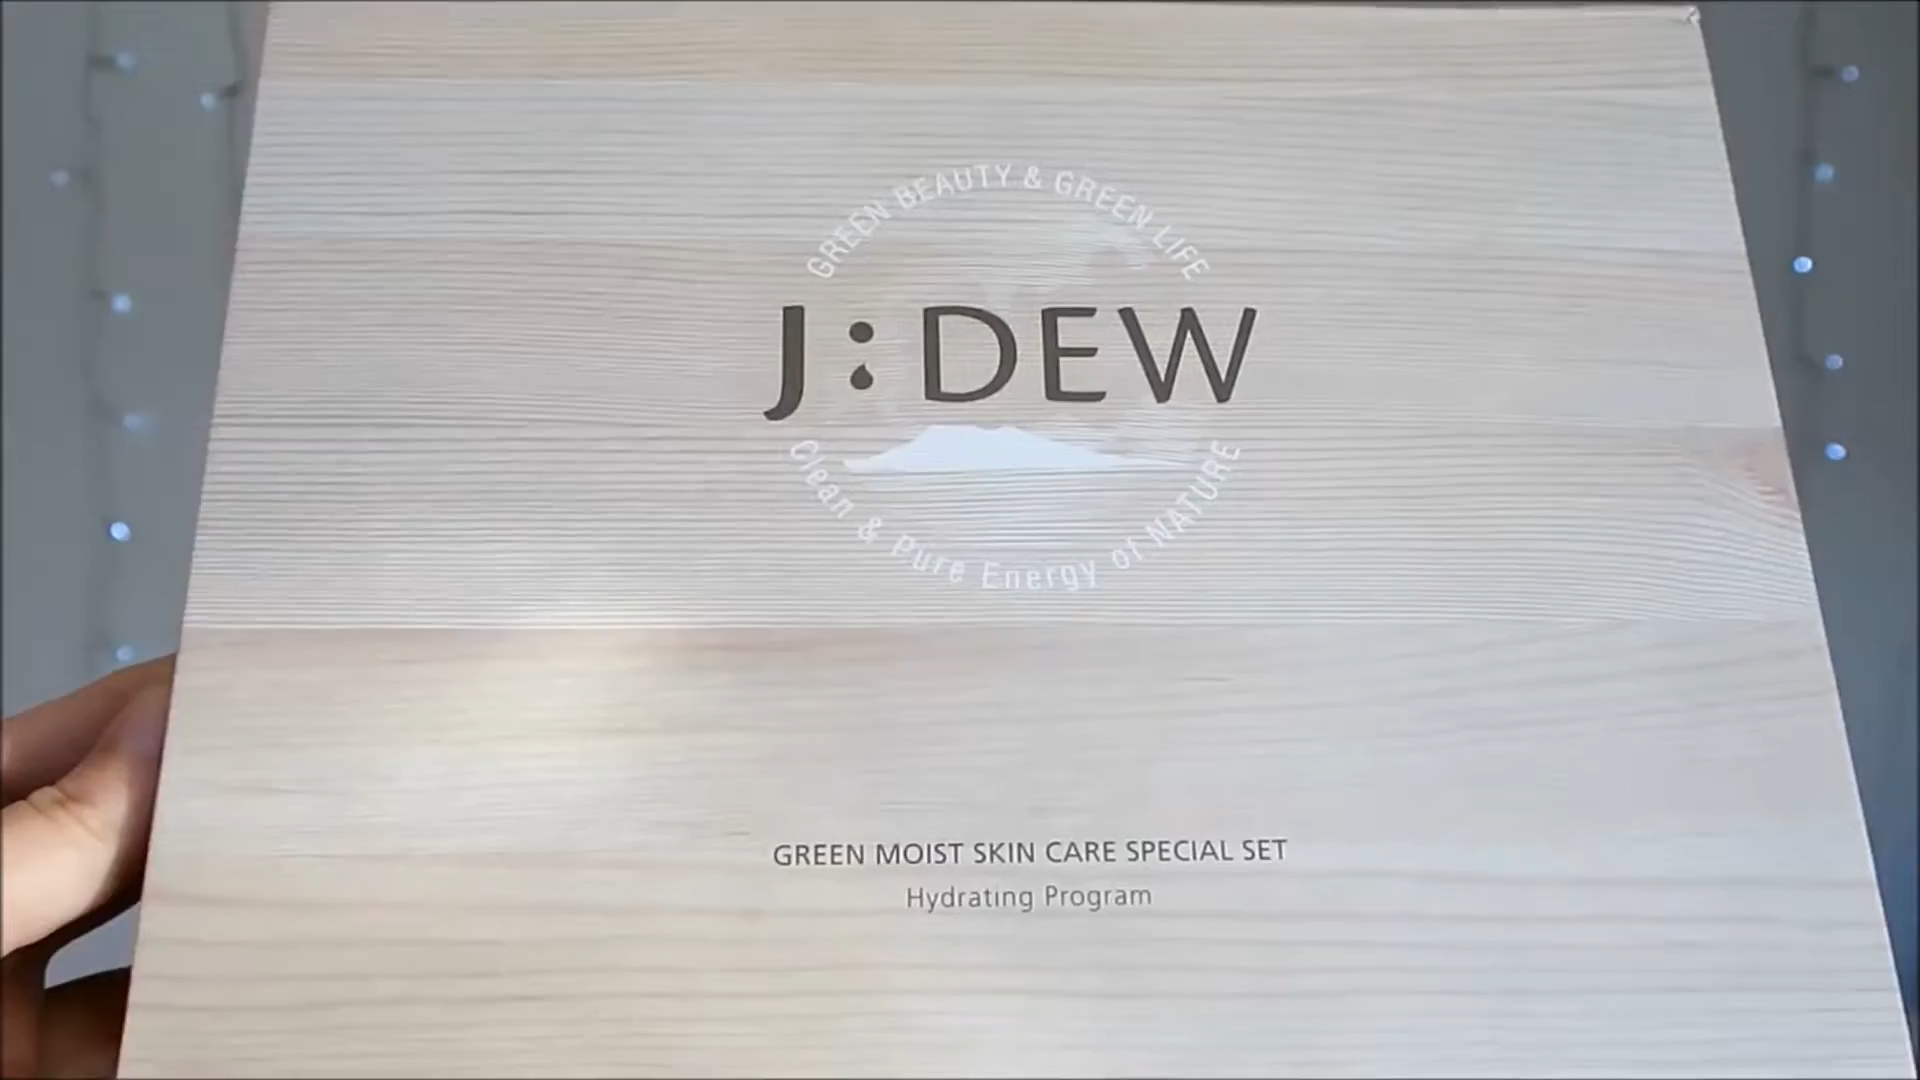 GREEN BEAUTY & GREEN LIFE
J:DEW
Clean & Pure Energy of NATURE
GREEN MOIST SKIN CARE SPECIAL SET
Hydrating Program